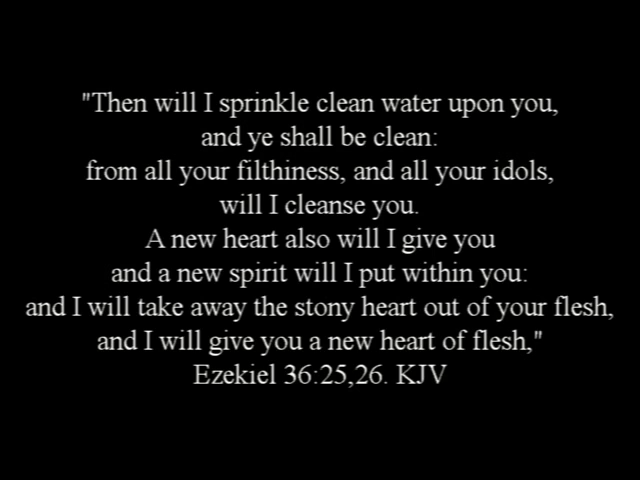 "Then will I sprinkle clean water upon you,
and ye shall be clean:
from all your filthiness, and all your idols,
will I cleanse you.
A new heart also will I give you
and a new spirit will I put within you:
and I will take away the stony heart out of your flesh,
and I will give you a new heart of flesh,"
Ezekiel 36:25,26. KJV